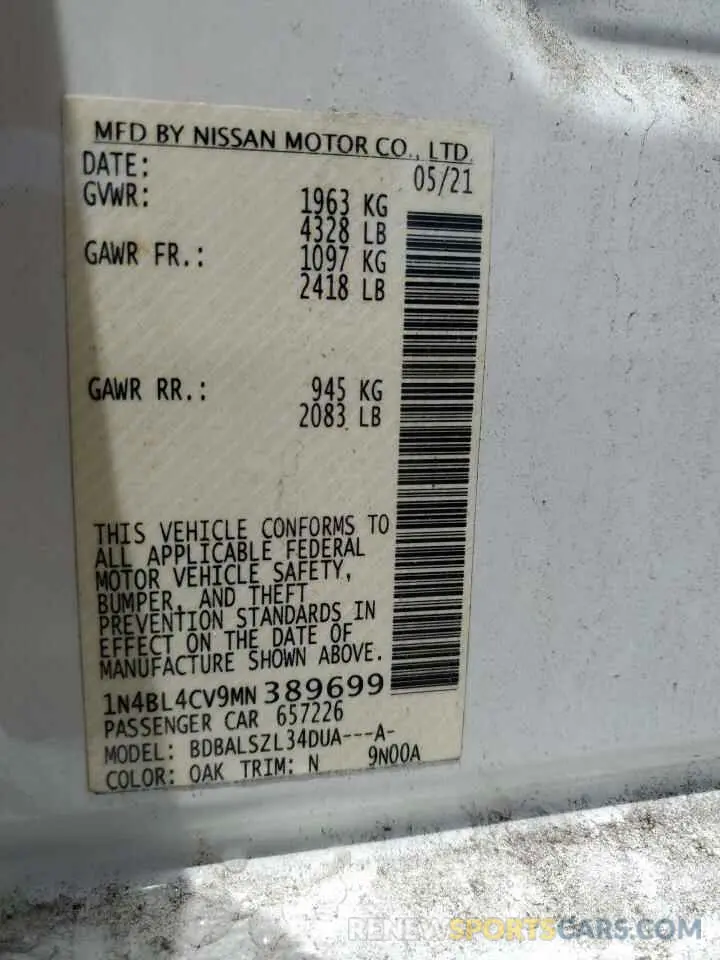 MFD BY NISSAN MOTOR CO., LTD.
DATE: 05/21
GVWR: 1963 KG
4328 LB
GAWR FR.: 1097 KG
2418 LB
GAWR RR.: 945 KG
2083 LB
THIS VEHICLE CONFORMS TO
ALL APPLICABLE FEDERAL
MOTOR VEHICLE SAFETY,
BUMPER, AND THEFT
PREVENTION STANDARDS IN
EFFECT ON THE DATE OF
MANUFACTURE SHOWN ABOVE.
1N4BL4CV9MN389699
PASSENGER CAR 657226
MODEL: BDBALSZL34DUA---A-
COLOR: QAK TRIM: N 9N00A
RENEWSPORTSCARS.COM